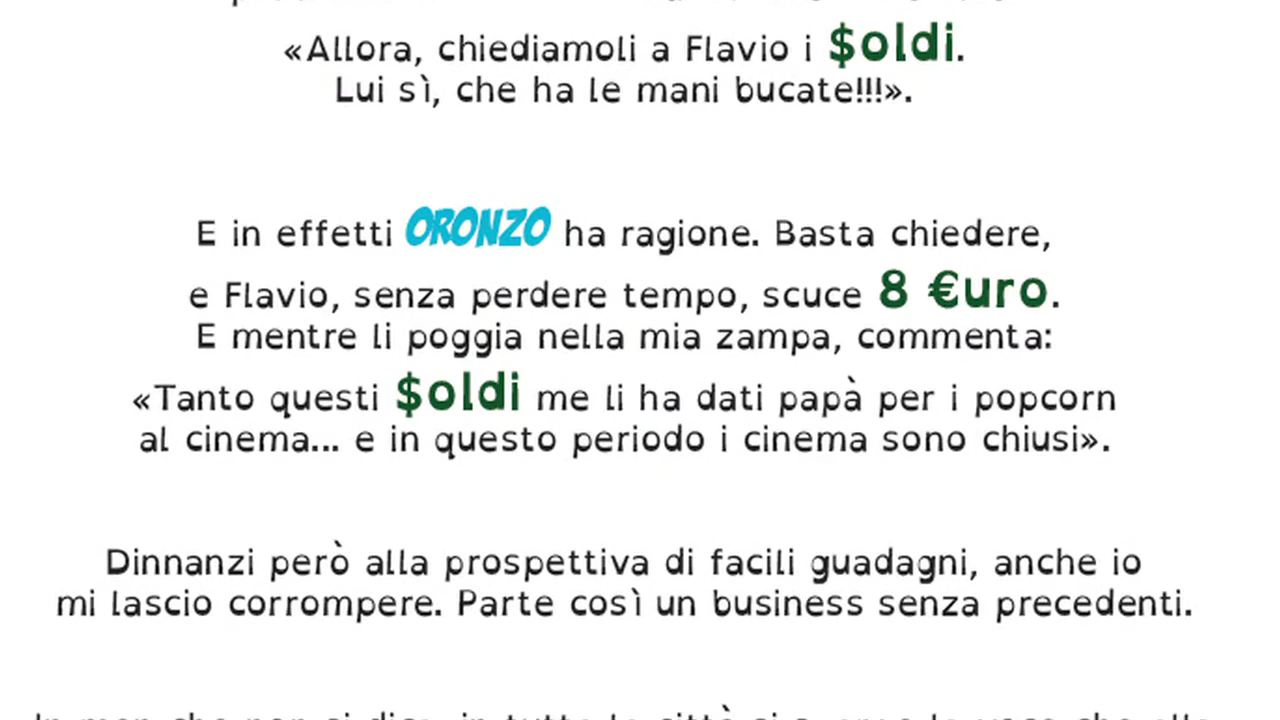 «Allora, chiediamoli a Flavio i $oldi.
Lui sì, che ha le mani bucate!!!».
E in effetti ORONZO ha ragione. Basta chiedere,
e Flavio, senza perdere tempo, scuce 8 €uro.
E mentre li poggia nella mia zampa, commenta:
«Tanto questi $oldi me li ha dati papà per i popcorn
al cinema... e in questo periodo i cinema sono chiusi».
Dinnanzi però alla prospettiva di facili guadagni, anche io
mi lascio corrompere. Parte così un business senza precedenti.